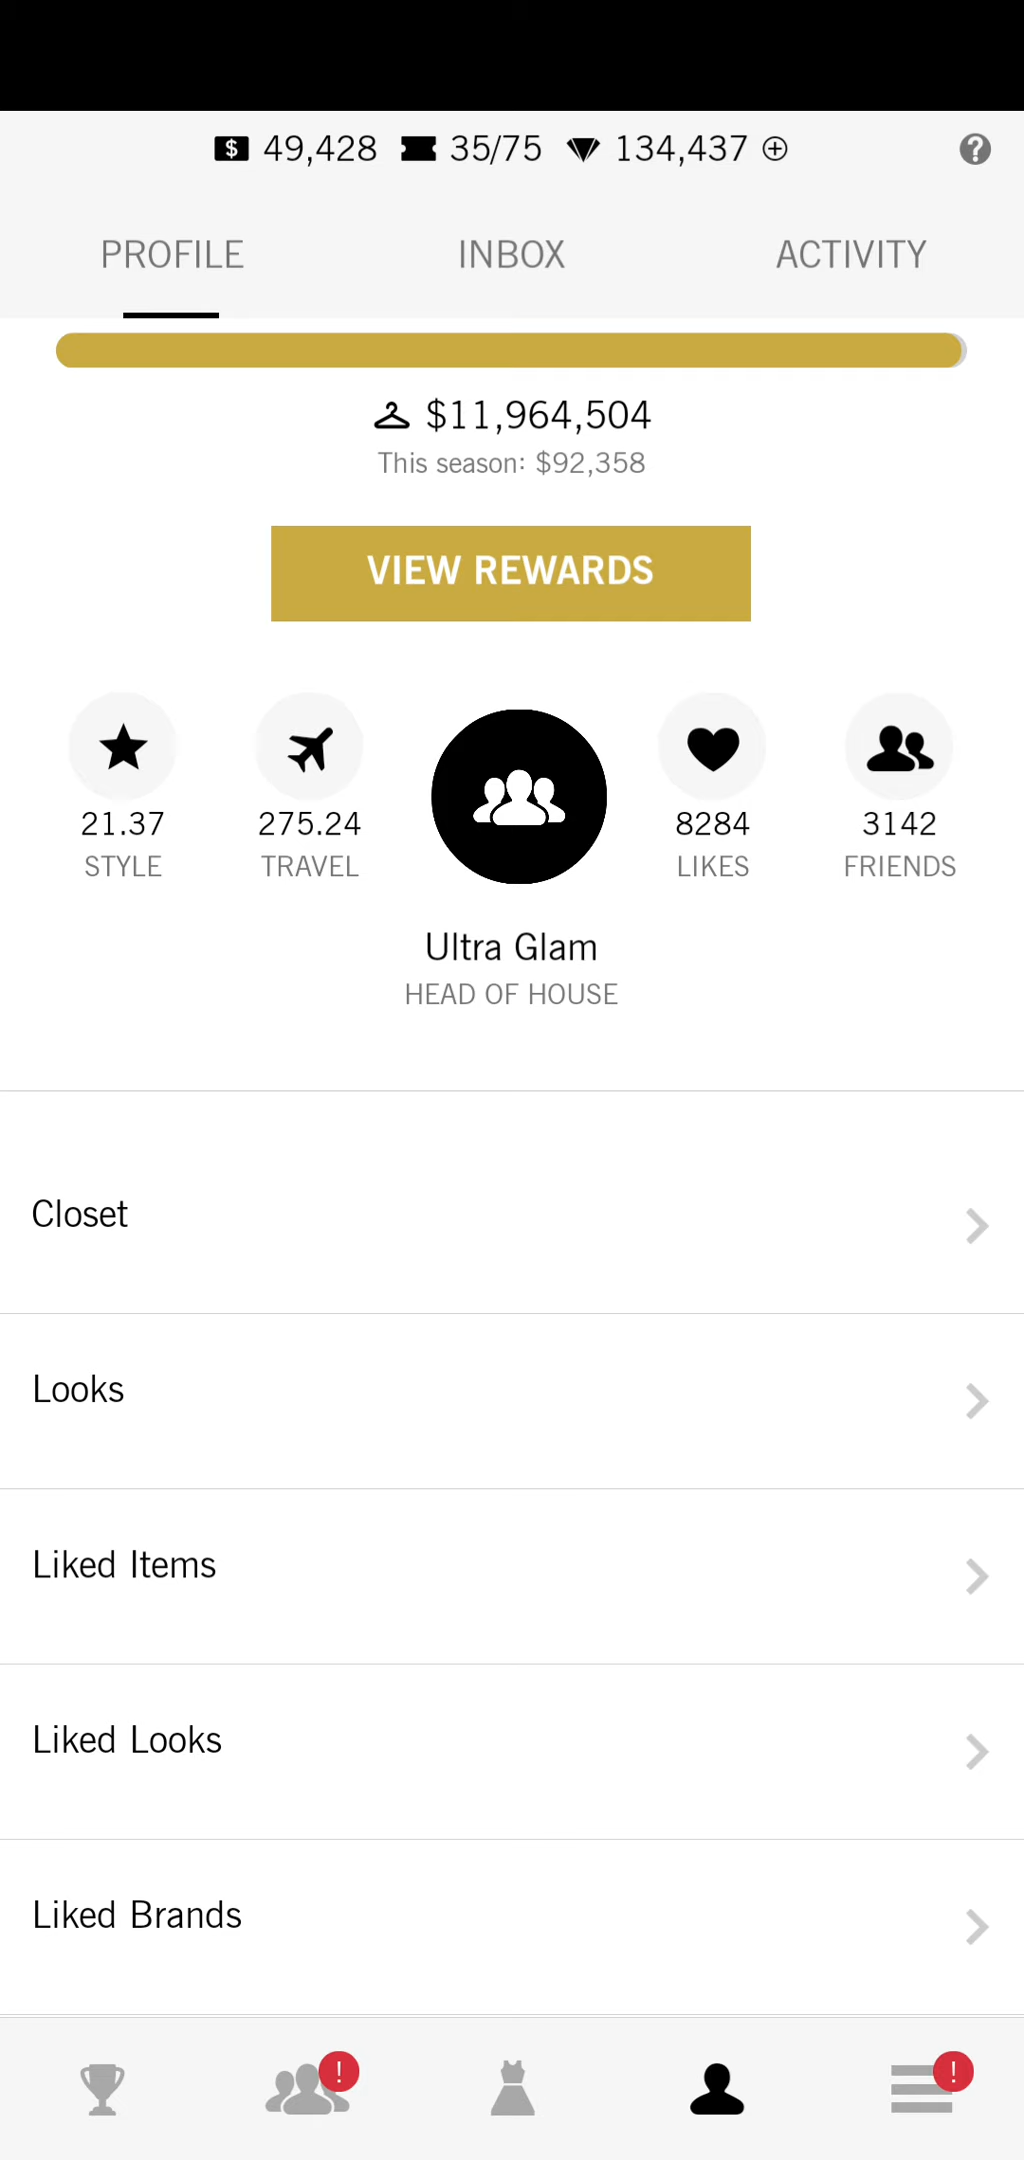 $ 49,428 35/75 134,437 ?
PROFILE INBOX ACTIVITY
$11,964,504
This season: $92,358
VIEW REWARDS
21.37 275.24 8284 3142
STYLE TRAVEL LIKES FRIENDS
Ultra Glam
HEAD OF HOUSE
Closet
Looks
Liked Items
Liked Looks
Liked Brands
! !